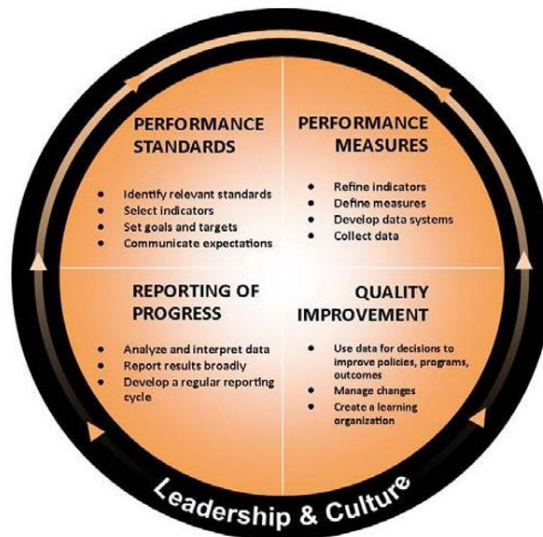 PERFORMANCE
STANDARDS
• Identify relevant standards
• Select indicators
• Set goals and targets
• Communicate expectations
PERFORMANCE
MEASURES
• Refine indicators
• Define measures
• Develop data systems
• Collect data
REPORTING OF
PROGRESS
• Analyze and interpret data
• Report results broadly
• Develop a regular reporting
cycle
QUALITY
IMPROVEMENT
• Use data for decisions to
improve policies, programs,
outcomes
• Manage changes
• Create a learning
organization
Leadership & Culture